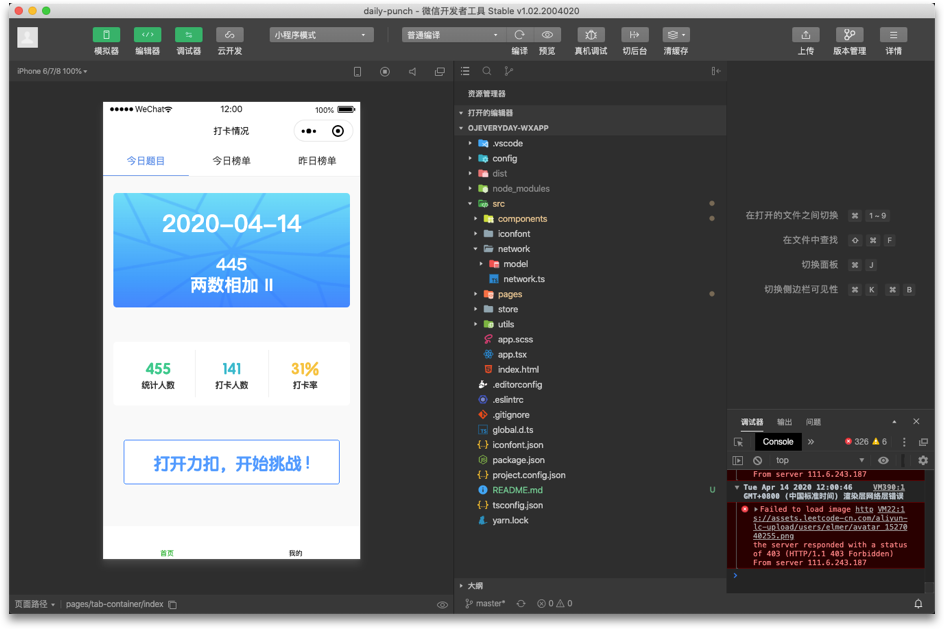 daily-punch - 微信开发者工具 Stable v1.02.2004020
模拟器 编辑器 调试器 云开发 小程序模式 普通编译 编译 预览 真机调试 切后台 清缓存 上传 版本管理 详情
iPhone 6/7/8 100%
WeChat 12:00 100%
打卡情况
今日题目 今日榜单 昨日榜单
2020-04-14
445
两数相加 II
455 141 31%
统计人数 打卡人数 打卡率
打开力扣，开始挑战！
首页 我的
页面路径 pages/tab-container/index
资源管理器
打开的编辑器
OJEVERYDAY-WXAPP
.vscode
config
dist
node_modules
src
components
iconfont
network
model
network.ts
pages
store
utils
app.scss
app.tsx
index.html
.editorconfig
.eslintrc
.gitignore
global.d.ts
iconfont.json
package.json
project.config.json
README.md U
tsconfig.json
yarn.lock
大纲
master* 0 0
在打开的文件之间切换 ⌘ 1~9
在文件中查找 ⇧ ⌘ F
切换面板 ⌘ J
切换侧边栏可见性 ⌘ K ⌘ B
调试器 输出 问题
Console 326 6
top
From server 111.6.243.187
Tue Apr 14 2020 12:00:46 VM390:1
GMT+0800 (中国标准时间) 渲染层网络层错误
Failed to load image http VM22:1
s://assets.leetcode-cn.com/aliyun-
lc-upload/users/elmer/avatar_15270
40255.png
the server responded with a status
of 403 (HTTP/1.1 403 Forbidden)
From server 111.6.243.187